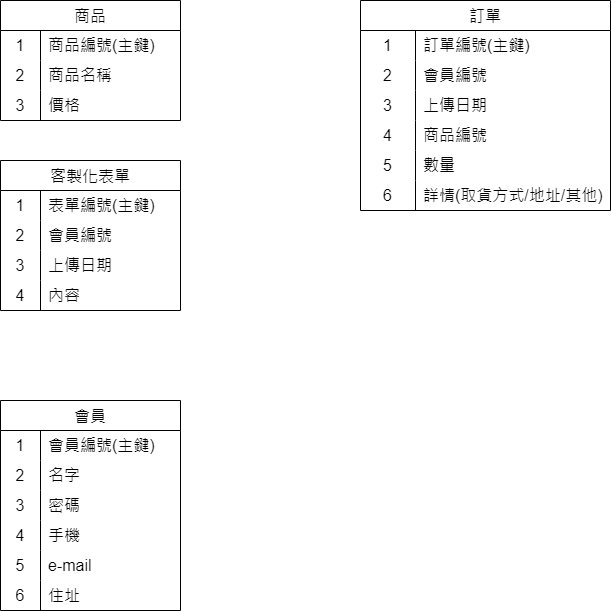 商品
1 商品編號(主鍵)
2 商品名稱
3 價格
訂單
1 訂單編號(主鍵)
2 會員編號
3 上傳日期
4 商品編號
5 數量
6 詳情(取貨方式/地址/其他)
客製化表單
1 表單編號(主鍵)
2 會員編號
3 上傳日期
4 內容
會員
1 會員編號(主鍵)
2 名字
3 密碼
4 手機
5 e-mail
6 住址